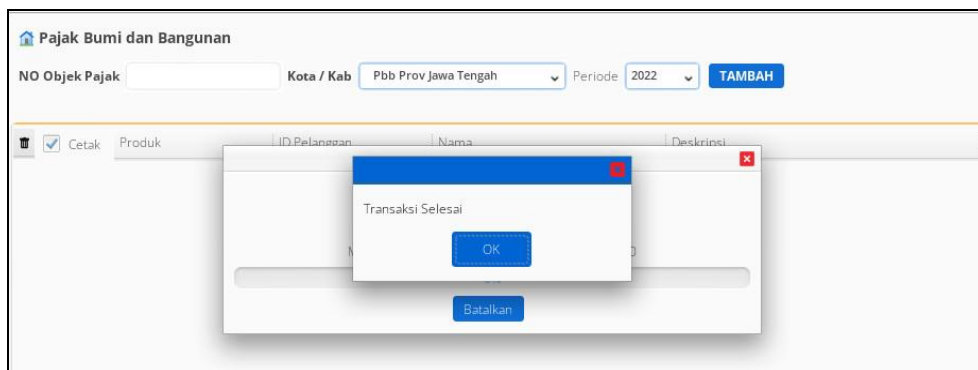 Pajak Bumi dan Bangunan
NO Objek Pajak Kota / Kab Pbb Prov Jawa Tengah Periode 2022 TAMBAH
Cetak Produk ID Pelanggan Nama Deskripsi
Transaksi Selesai
OK
Batalkan